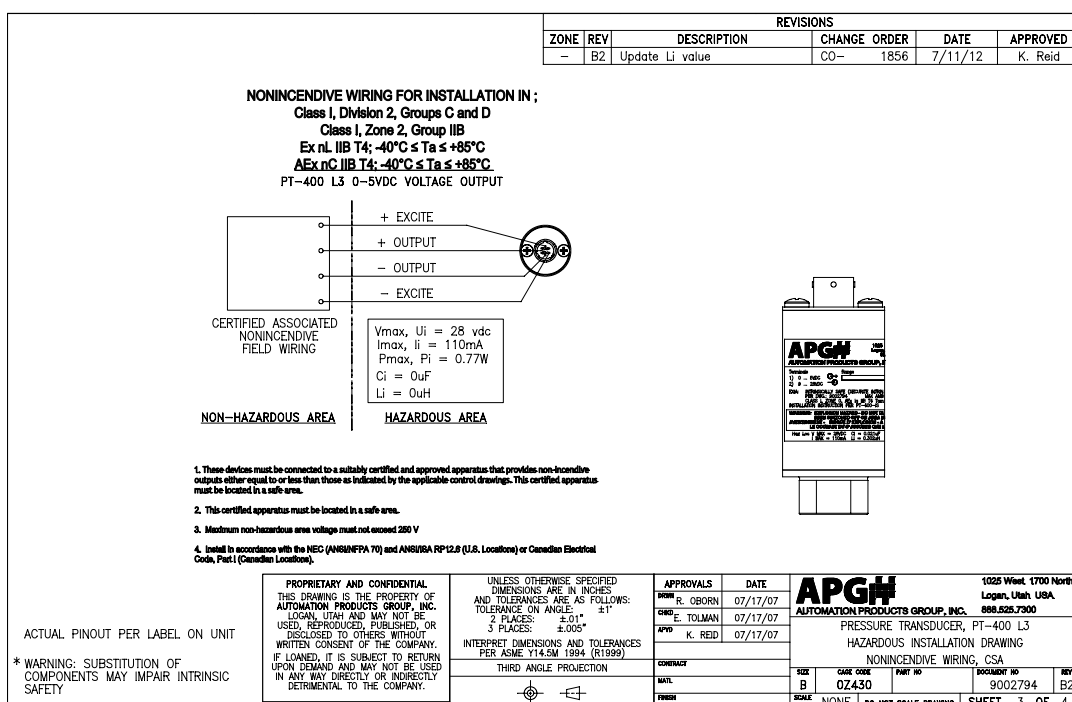 REVISIONS
ZONE REV DESCRIPTION CHANGE ORDER DATE APPROVED
– B2 Update Li value CO– 1856 7/11/12 K. Reid
NONINCENDIVE WIRING FOR INSTALLATION IN ;
Class I, Division 2, Groups C and D
Class I, Zone 2, Group IIB
Ex nL IIB T4; -40°C ≤ Ta ≤ +85°C
AEx nC IIB T4; -40°C ≤ Ta ≤ +85°C
PT-400 L3 0-5VDC VOLTAGE OUTPUT
+ EXCITE
+ OUTPUT
– OUTPUT
– EXCITE
CERTIFIED ASSOCIATED
NONINCENDIVE
FIELD WIRING
Vmax, Ui = 28 vdc
Imax, Ii = 110mA
Pmax, Pi = 0.77W
Ci = 0uF
Li = 0uH
NON-HAZARDOUS AREA
HAZARDOUS AREA
APG
AUTOMATION PRODUCTS GROUP, I
1. These devices must be connected to a suitably certified and approved apparatus that provides non-incendive
outputs either equal to or less than those as indicated by the applicable control drawings. This certified apparatus
must be located in a safe area.
2. This certified apparatus must be located in a safe area.
3. Maximum non-hazardous area voltage must not exceed 250 V
4. Install in accordance with the NEC (ANSI/NFPA 70) and ANSI/ISA RP12.6 (U.S. Locations) or Canadian Electrical
Code, Part I (Canadian Locations).
ACTUAL PINOUT PER LABEL ON UNIT
* WARNING: SUBSTITUTION OF
COMPONENTS MAY IMPAIR INTRINSIC
SAFETY
PROPRIETARY AND CONFIDENTIAL
THIS DRAWING IS THE PROPERTY OF
AUTOMATION PRODUCTS GROUP, INC.
LOGAN, UTAH AND MAY NOT BE
USED, REPRODUCED, PUBLISHED, OR
DISCLOSED TO OTHERS WITHOUT
WRITTEN CONSENT OF THE COMPANY.
IF LOANED, IT IS SUBJECT TO RETURN
UPON DEMAND AND MAY NOT BE USED
IN ANY WAY DIRECTLY OR INDIRECTLY
DETRIMENTAL TO THE COMPANY.
UNLESS OTHERWISE SPECIFIED
DIMENSIONS ARE IN INCHES
AND TOLERANCES ARE AS FOLLOWS:
TOLERANCE ON ANGLE: ±1°
2 PLACES: ±.01"
3 PLACES: ±.005"
INTERPRET DIMENSIONS AND TOLERANCES
PER ASME Y14.5M 1994 (R1999)
THIRD ANGLE PROJECTION
APPROVALS DATE
DRWN R. OBORN 07/17/07
CHKD E. TOLMAN 07/17/07
APVD K. REID 07/17/07
CONTRACT
MATL
FINISH
APG
AUTOMATION PRODUCTS GROUP, INC.
1025 West 1700 North
Logan, Utah USA
888.525.7300
PRESSURE TRANSDUCER, PT-400 L3
HAZARDOUS INSTALLATION DRAWING
NONINCENDIVE WIRING, CSA
SIZE CAGE CODE PART NO DOCUMENT NO REV
B 0Z430 9002794 B2
SCALE NONE DO NOT SCALE DRAWING SHEET 3 OF 4